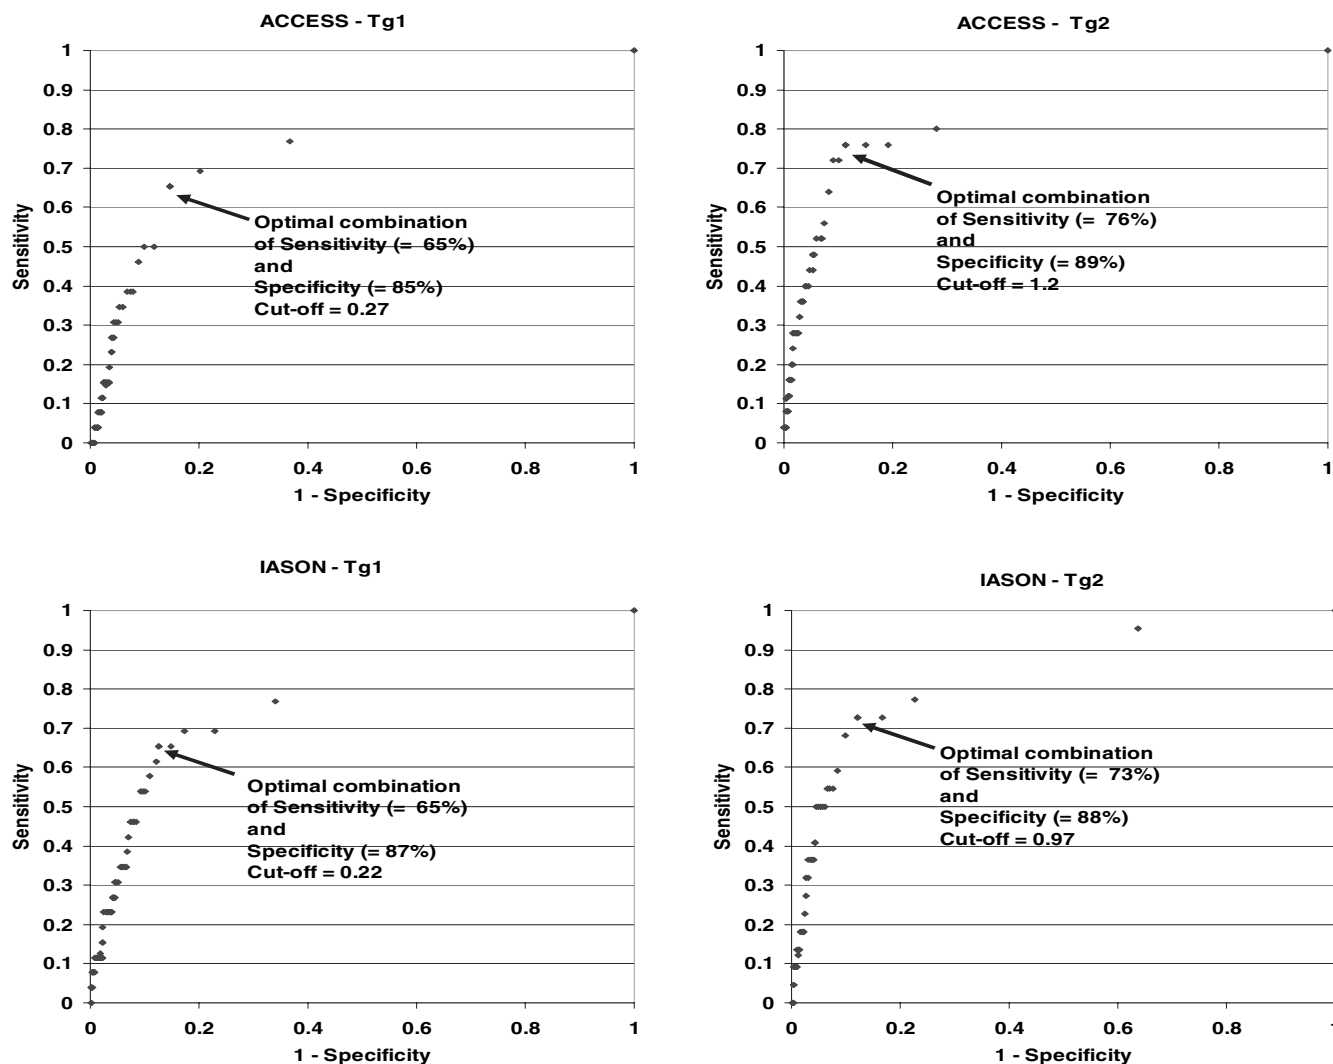 ACCESS - Tg1
1
0.9
0.8
0.7
0.6
0.5
0.4
0.3
0.2
0.1
0
Sensitivity
Optimal combination
of Sensitivity (= 65%)
and
Specificity (= 85%)
Cut-off = 0.27
0 0.2 0.4 0.6 0.8 1
1 - Specificity
ACCESS - Tg2
1
0.9
0.8
0.7
0.6
0.5
0.4
0.3
0.2
0.1
0
Sensitivity
Optimal combination
of Sensitivity (= 76%)
and
Specificity (= 89%)
Cut-off = 1.2
0 0.2 0.4 0.6 0.8 1
1 - Specificity
IASON - Tg1
1
0.9
0.8
0.7
0.6
0.5
0.4
0.3
0.2
0.1
0
Sensitivity
Optimal combination
of Sensitivity (= 65%)
and
Specificity (= 87%)
Cut-off = 0.22
0 0.2 0.4 0.6 0.8 1
1 - Specificity
IASON - Tg2
1
0.9
0.8
0.7
0.6
0.5
0.4
0.3
0.2
0.1
0
Sensitivity
Optimal combination
of Sensitivity (= 73%)
and
Specificity (= 88%)
Cut-off = 0.97
0 0.2 0.4 0.6 0.8 1
1 - Specificity